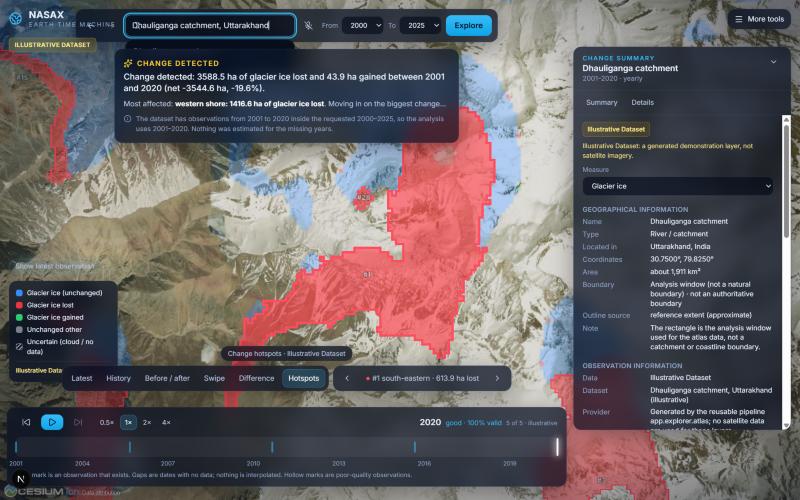 NASAX
EARTH TIME MACHINE
Dhauliganga catchment, Uttarakhand
From
2000
To
2025
Explore
More tools
ILLUSTRATIVE DATASET
CHANGE DETECTED
Change detected: 3588.5 ha of glacier ice lost and 43.9 ha gained between 2001
and 2020 (net -3544.6 ha, -19.6%).
Most affected: western shore: 1416.6 ha of glacier ice lost. Moving in on the biggest change...
The dataset has observations from 2001 to 2020 inside the requested 2000–2025, so the analysis
uses 2001–2020. Nothing was estimated for the missing years.
CHANGE SUMMARY
Dhauliganga catchment
2001–2020 · yearly
Summary
Details
Illustrative Dataset
Illustrative Dataset: a generated demonstration layer, not
satellite imagery.
Measure
Glacier ice
GEOGRAPHICAL INFORMATION
Name Dhauliganga catchment
Type River / catchment
Located in Uttarakhand, India
Coordinates 30.7500°, 79.8250°
Area about 1,911 km²
Boundary Analysis window (not a natural
boundary) · not an authoritative
boundary
Outline source reference extent (approximate)
Note The rectangle is the analysis window
used for the atlas data, not a
catchment or coastline boundary.
OBSERVATION INFORMATION
Data Illustrative Dataset
Dataset Dhauliganga catchment, Uttarakhand
(illustrative)
Provider Generated by the reusable pipeline
app.explorer.atlas; no satellite data
Show latest observation
Glacier ice (unchanged)
Glacier ice lost
Glacier ice gained
Unchanged other
Uncertain (cloud / no
data)
Illustrative Data
Change hotspots · Illustrative Dataset
Latest
History
Before / after
Swipe
Difference
Hotspots
#1 south-eastern · 613.9 ha lost
0.5×
1×
2×
4×
2020 good · 100% valid 5 of 5 · illustrative
2001
2004
2007
2010
2013
2016
2019
mark is an observation that exists. Gaps are dates with no data; nothing is interpolated. Hollow marks are poor-quality observations.
N
CESIUM ion Data attribution